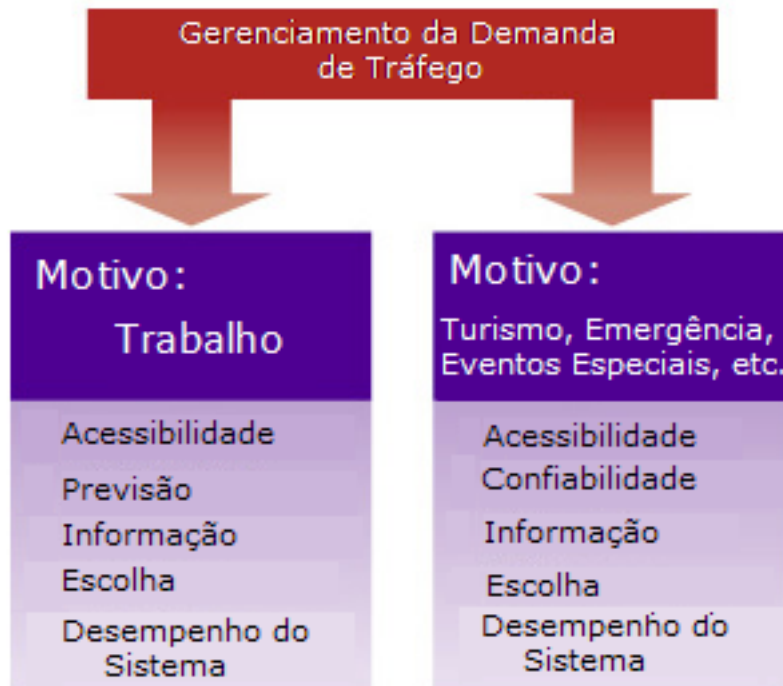 Gerenciamento da Demanda
de Tráfego
Motivo:
Trabalho
Acessibilidade
Previsão
Informação
Escolha
Desempenho do
Sistema
Motivo:
Turismo, Emergência,
Eventos Especiais, etc.
Acessibilidade
Confiabilidade
Informação
Escolha
Desempenho do
Sistema